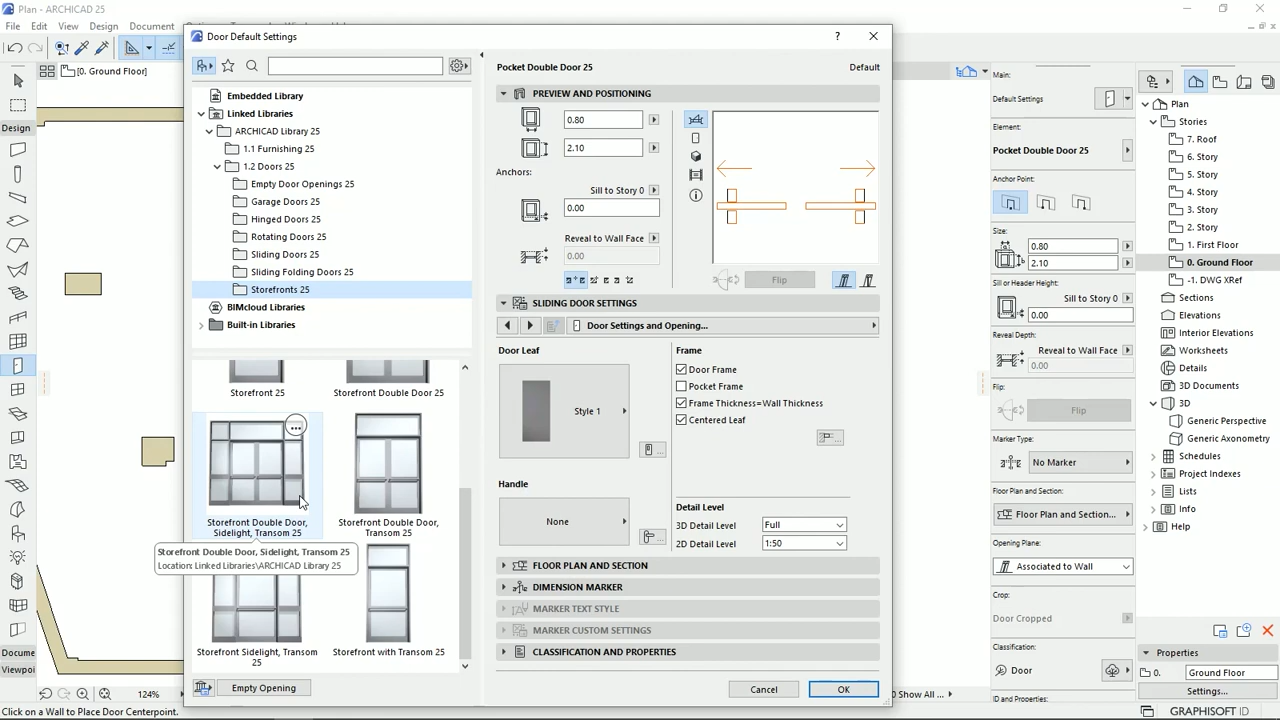 Plan - ARCHICAD 25
File
Edit
View
Design
Document
[0. Ground Floor]
Design
Docume
Viewpoi
124%
Click on a Wall to Place Door Centerpoint.
Door Default Settings
?
Embedded Library
Linked Libraries
ARCHICAD Library 25
1.1 Furnishing 25
1.2 Doors 25
Empty Door Openings 25
Garage Doors 25
Hinged Doors 25
Rotating Doors 25
Sliding Doors 25
Sliding Folding Doors 25
Storefronts 25
BIMcloud Libraries
Built-in Libraries
Storefront 25
Storefront Double Door 25
Storefront Double Door,
Sidelight, Transom 25
Storefront Double Door,
Transom 25
Storefront Double Door, Sidelight, Transom 25
Location: Linked Libraries\ARCHICAD Library 25
Storefront Sidelight, Transom
25
Storefront with Transom 25
Empty Opening
Pocket Double Door 25
Default
PREVIEW AND POSITIONING
0.80
2.10
Anchors:
Sill to Story 0
0.00
Reveal to Wall Face
0.00
Flip
SLIDING DOOR SETTINGS
Door Settings and Opening...
Door Leaf
Style 1
Handle
None
Frame
Door Frame
Pocket Frame
Frame Thickness=Wall Thickness
Centered Leaf
Detail Level
3D Detail Level
Full
2D Detail Level
1:50
FLOOR PLAN AND SECTION
DIMENSION MARKER
MARKER TEXT STYLE
MARKER CUSTOM SETTINGS
CLASSIFICATION AND PROPERTIES
Cancel
OK
0 Show All ...
Main:
Default Settings
Element:
Pocket Double Door 25
Anchor Point:
Size:
0.80
2.10
Sill or Header Height:
Sill to Story 0
0.00
Reveal Depth:
Reveal to Wall Face
0.00
Flip:
Flip
Marker Type:
No Marker
Floor Plan and Section:
Floor Plan and Section...
Opening Plane:
Associated to Wall
Crop:
Door Cropped
Classification:
Door
ID and Properties:
Plan
Stories
7. Roof
6. Story
5. Story
4. Story
3. Story
2. Story
1. First Floor
0. Ground Floor
-1. DWG XRef
Sections
Elevations
Interior Elevations
Worksheets
Details
3D Documents
3D
Generic Perspective
Generic Axonometry
Schedules
Project Indexes
Lists
Info
Help
Properties
0.
Ground Floor
Settings...
GRAPHISOFT ID